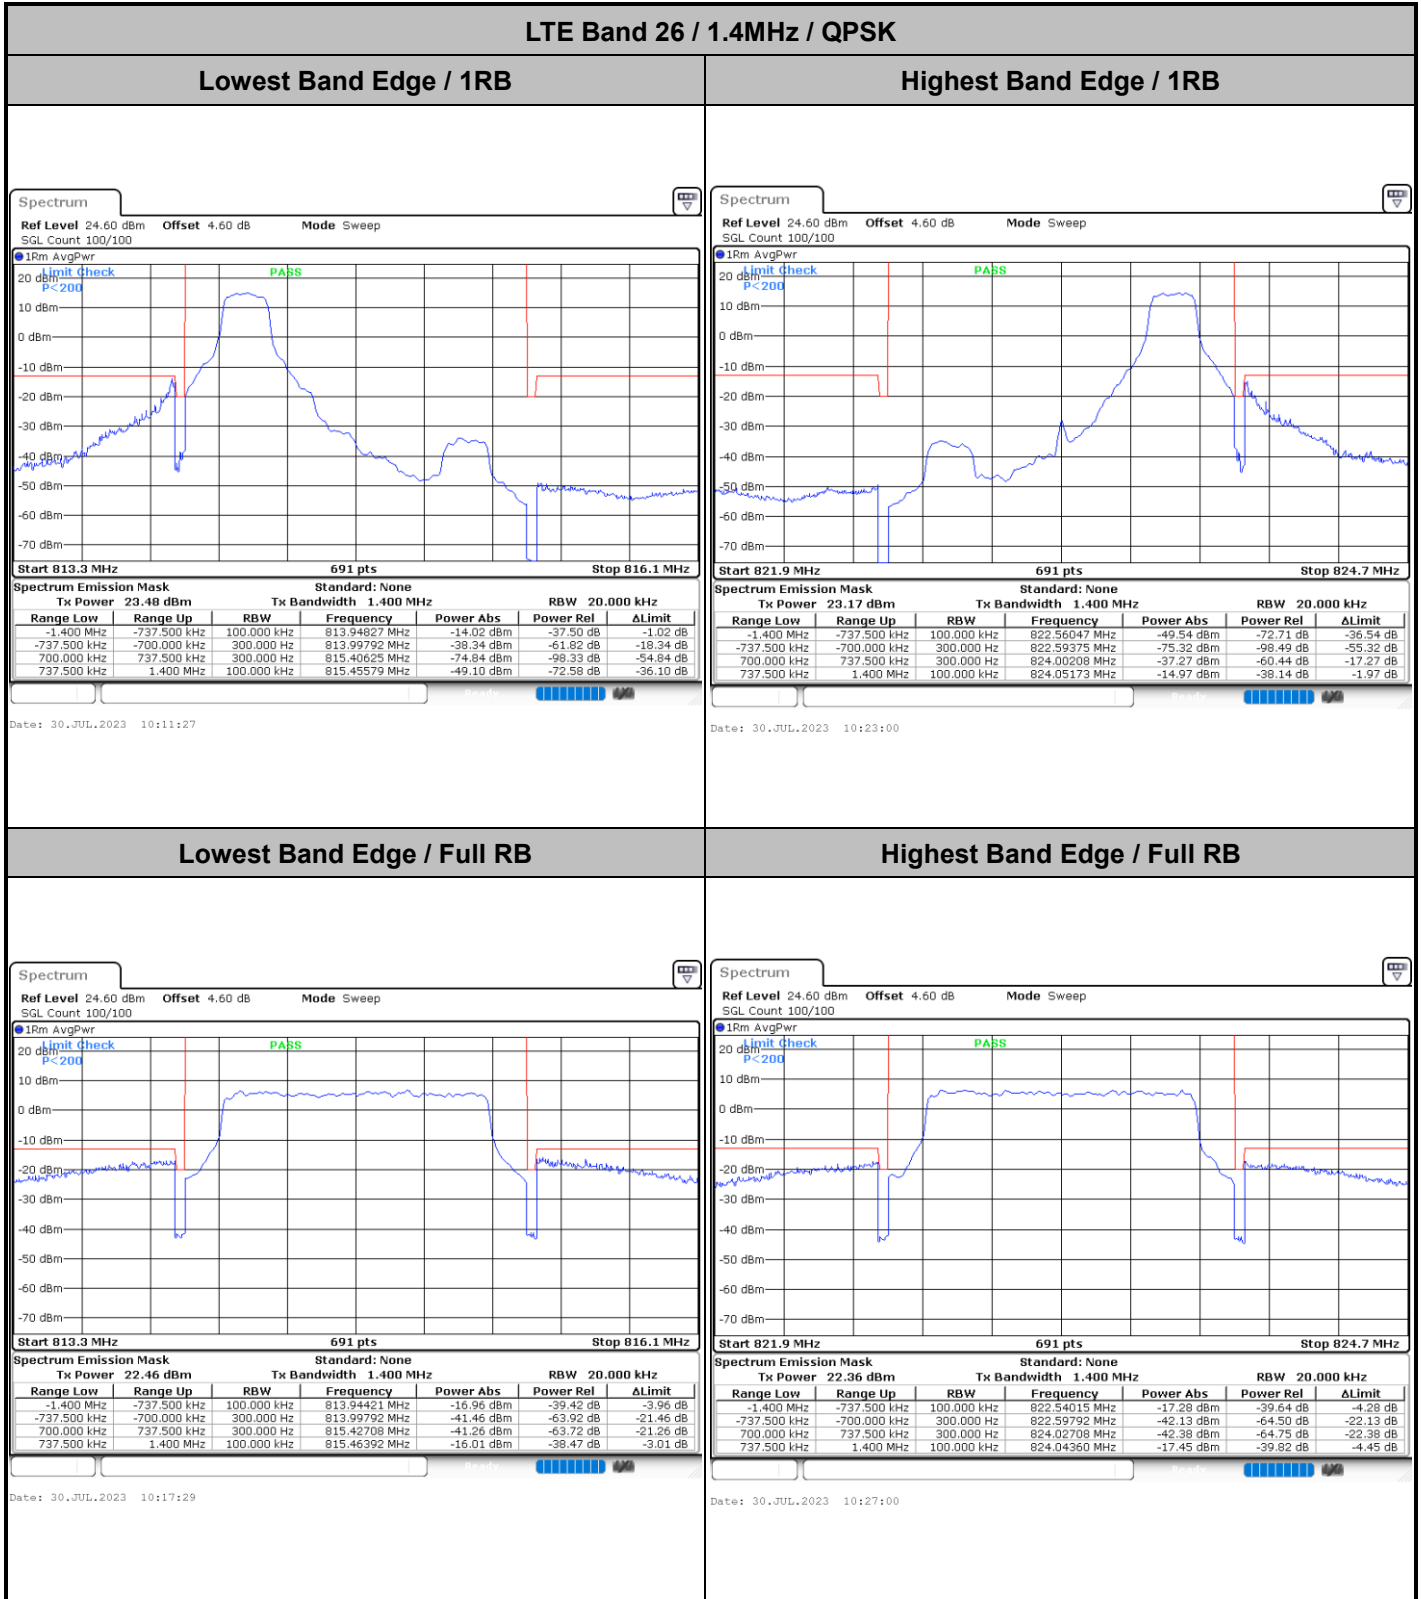 LTE Band 26 / 1.4MHz / QPSK
Lowest Band Edge / 1RB
Highest Band Edge / 1RB
Spectrum
Ref Level 24.60 dBm Offset 4.60 dB Mode Sweep
SGL Count 100/100
1Rm AvgPwr
Limit Check PASS
P<200
20 dBm
10 dBm
0 dBm
-10 dBm
-20 dBm
-30 dBm
-40 dBm
-50 dBm
-60 dBm
-70 dBm
Start 813.3 MHz 691 pts Stop 816.1 MHz
Spectrum Emission Mask Standard: None
Tx Power 23.48 dBm Tx Bandwidth 1.400 MHz RBW 20.000 kHz
Range Low Range Up RBW Frequency Power Abs Power Rel ΔLimit
-1.400 MHz -737.500 kHz 100.000 kHz 813.94827 MHz -14.02 dBm -37.50 dB -1.02 dB
-737.500 kHz -700.000 kHz 300.000 Hz 813.99792 MHz -38.34 dBm -61.82 dB -18.34 dB
700.000 kHz 737.500 kHz 300.000 Hz 815.40625 MHz -74.84 dBm -98.33 dB -54.84 dB
737.500 kHz 1.400 MHz 100.000 kHz 815.45579 MHz -49.10 dBm -72.58 dB -36.10 dB
Ready
Date: 30.JUL.2023 10:11:27
Spectrum
Ref Level 24.60 dBm Offset 4.60 dB Mode Sweep
SGL Count 100/100
1Rm AvgPwr
Limit Check PASS
P<200
20 dBm
10 dBm
0 dBm
-10 dBm
-20 dBm
-30 dBm
-40 dBm
-50 dBm
-60 dBm
-70 dBm
Start 821.9 MHz 691 pts Stop 824.7 MHz
Spectrum Emission Mask Standard: None
Tx Power 23.17 dBm Tx Bandwidth 1.400 MHz RBW 20.000 kHz
Range Low Range Up RBW Frequency Power Abs Power Rel ΔLimit
-1.400 MHz -737.500 kHz 100.000 kHz 822.56047 MHz -49.54 dBm -72.71 dB -36.54 dB
-737.500 kHz -700.000 kHz 300.000 Hz 822.59375 MHz -75.32 dBm -98.49 dB -55.32 dB
700.000 kHz 737.500 kHz 300.000 Hz 824.00208 MHz -37.27 dBm -60.44 dB -17.27 dB
737.500 kHz 1.400 MHz 100.000 kHz 824.05173 MHz -14.97 dBm -38.14 dB -1.97 dB
Ready
Date: 30.JUL.2023 10:23:00
Lowest Band Edge / Full RB
Highest Band Edge / Full RB
Spectrum
Ref Level 24.60 dBm Offset 4.60 dB Mode Sweep
SGL Count 100/100
1Rm AvgPwr
Limit Check PASS
P<200
20 dBm
10 dBm
0 dBm
-10 dBm
-20 dBm
-30 dBm
-40 dBm
-50 dBm
-60 dBm
-70 dBm
Start 813.3 MHz 691 pts Stop 816.1 MHz
Spectrum Emission Mask Standard: None
Tx Power 22.46 dBm Tx Bandwidth 1.400 MHz RBW 20.000 kHz
Range Low Range Up RBW Frequency Power Abs Power Rel ΔLimit
-1.400 MHz -737.500 kHz 100.000 kHz 813.94421 MHz -16.96 dBm -39.42 dB -3.96 dB
-737.500 kHz -700.000 kHz 300.000 Hz 813.99792 MHz -41.46 dBm -63.92 dB -21.46 dB
700.000 kHz 737.500 kHz 300.000 Hz 815.42708 MHz -41.26 dBm -63.72 dB -21.26 dB
737.500 kHz 1.400 MHz 100.000 kHz 815.46392 MHz -16.01 dBm -38.47 dB -3.01 dB
Ready
Date: 30.JUL.2023 10:17:29
Spectrum
Ref Level 24.60 dBm Offset 4.60 dB Mode Sweep
SGL Count 100/100
1Rm AvgPwr
Limit Check PASS
P<200
20 dBm
10 dBm
0 dBm
-10 dBm
-20 dBm
-30 dBm
-40 dBm
-50 dBm
-60 dBm
-70 dBm
Start 821.9 MHz 691 pts Stop 824.7 MHz
Spectrum Emission Mask Standard: None
Tx Power 22.36 dBm Tx Bandwidth 1.400 MHz RBW 20.000 kHz
Range Low Range Up RBW Frequency Power Abs Power Rel ΔLimit
-1.400 MHz -737.500 kHz 100.000 kHz 822.54015 MHz -17.28 dBm -39.64 dB -4.28 dB
-737.500 kHz -700.000 kHz 300.000 Hz 822.59792 MHz -42.13 dBm -64.50 dB -22.13 dB
700.000 kHz 737.500 kHz 300.000 Hz 824.02708 MHz -42.38 dBm -64.75 dB -22.38 dB
737.500 kHz 1.400 MHz 100.000 kHz 824.04360 MHz -17.45 dBm -39.82 dB -4.45 dB
Ready
Date: 30.JUL.2023 10:27:00